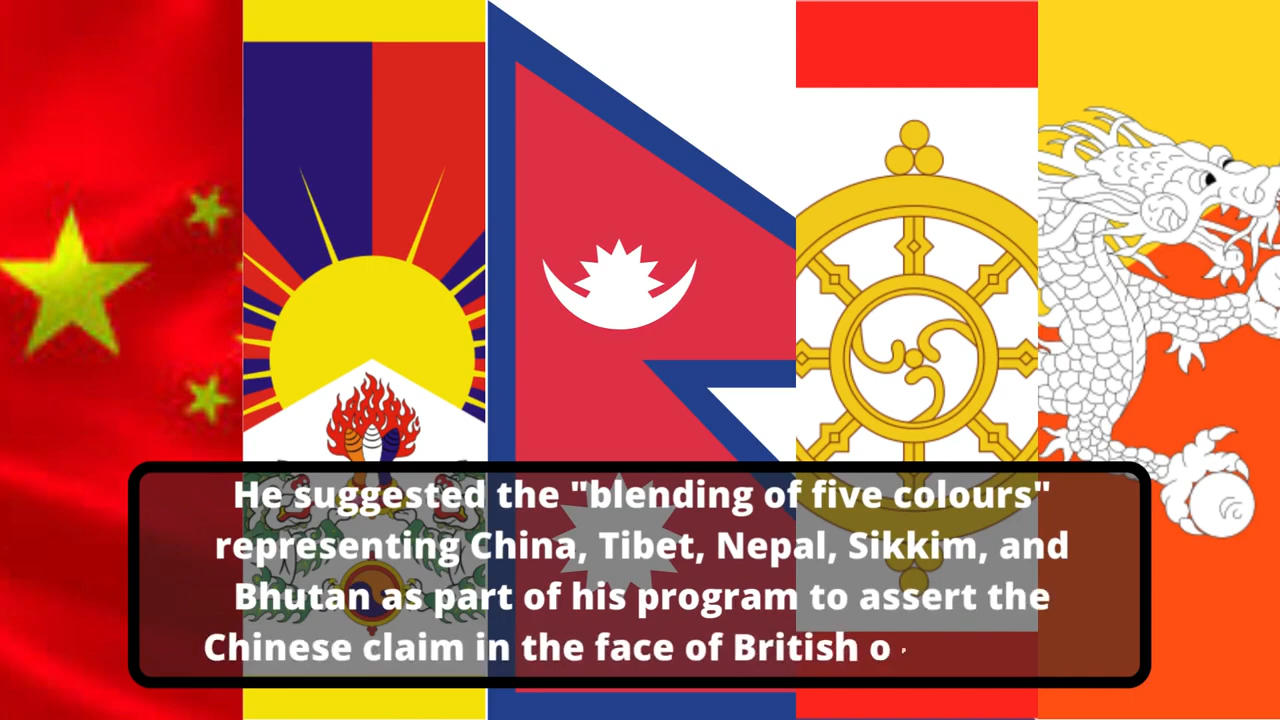 He suggested the "blending of five colours"
representing China, Tibet, Nepal, Sikkim, and
Bhutan as part of his program to assert the
Chinese claim in the face of British o